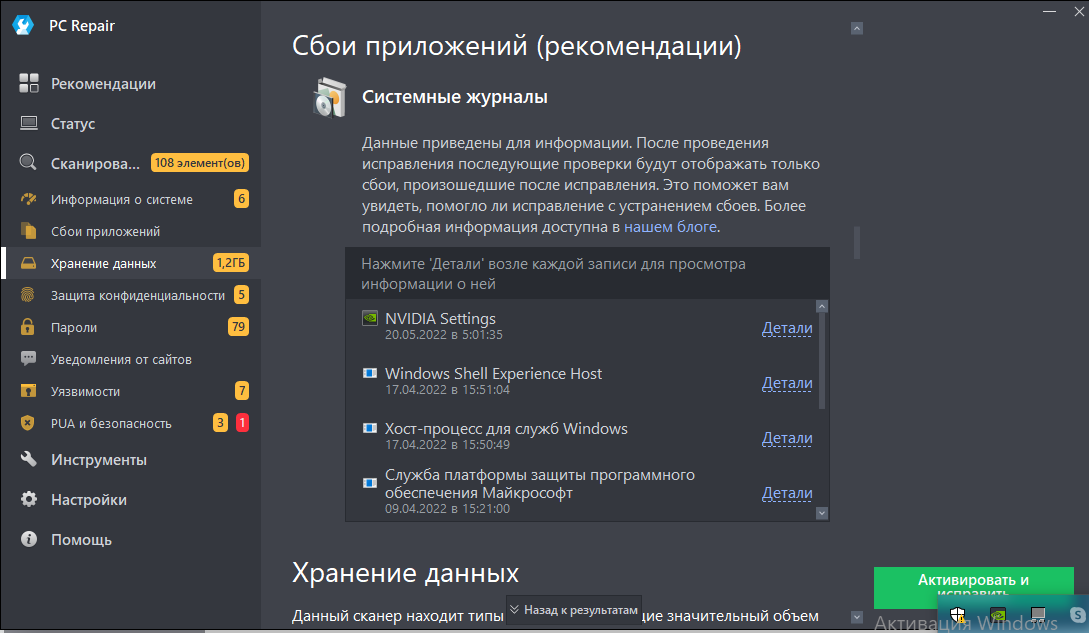 PC Repair
Рекомендации
Статус
Сканирова... 108 элемент(ов)
Информация о системе 6
Сбои приложений
Хранение данных 1,2ГБ
Защита конфиденциальности 5
Пароли 79
Уведомления от сайтов
Уязвимости 7
PUA и безопасность 3 1
Инструменты
Настройки
Помощь
Сбои приложений (рекомендации)
Системные журналы
Данные приведены для информации. После проведения
исправления последующие проверки будут отображать только
сбои, произошедшие после исправления. Это поможет вам
увидеть, помогло ли исправление с устранением сбоев. Более
подробная информация доступна в нашем блоге.
Нажмите 'Детали' возле каждой записи для просмотра
информации о ней
NVIDIA Settings
20.05.2022 в 5:01:35
Детали
Windows Shell Experience Host
17.04.2022 в 15:51:04
Детали
Хост-процесс для служб Windows
17.04.2022 в 15:50:49
Детали
Служба платформы защиты программного
обеспечения Майкрософт
09.04.2022 в 15:21:00
Детали
Хранение данных
Данный сканер находит типы
Назад к результатам
значительный объем
Активировать и
исправить
Активация Windows